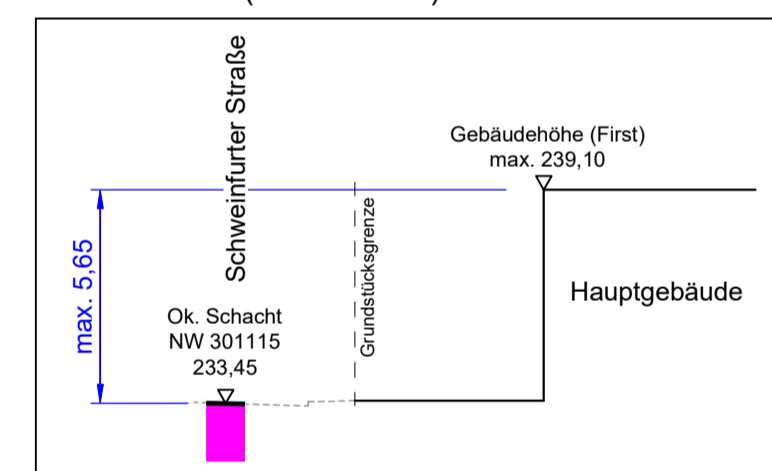 Schweinfurter Straße
Gebäudehöhe (First)
max. 239,10
Grundstücksgrenze
max. 5,65
Hauptgebäude
Ok. Schacht
NW 301115
233,45